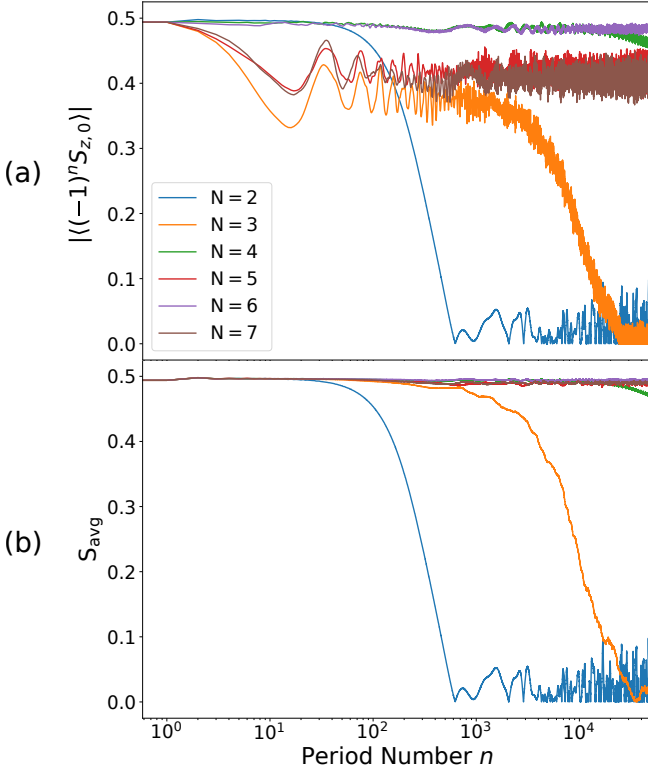 (a)
|⟨(−1)ⁿS_{z,0}⟩|
0.5
0.4
0.3
0.2
0.1
0.0
N = 2
N = 3
N = 4
N = 5
N = 6
N = 7
(b)
S_{avg}
0.5
0.4
0.3
0.2
0.1
0.0
10⁰
10¹
10²
10³
10⁴
Period Number n